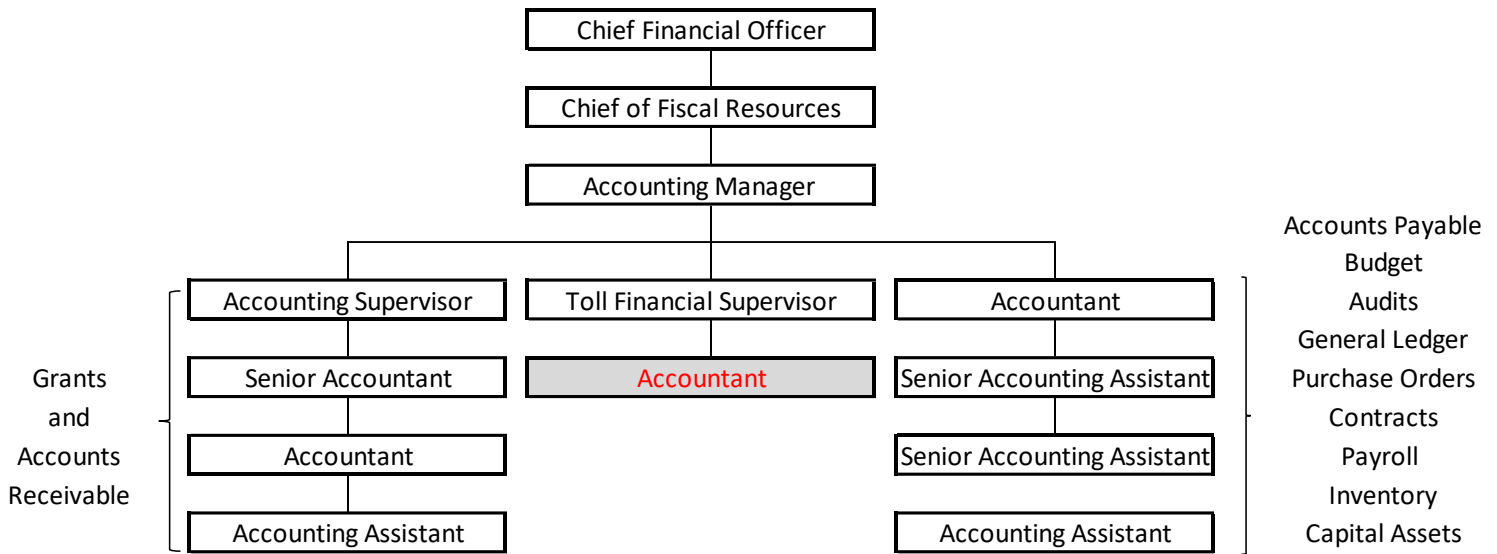 Chief Financial Officer
Chief of Fiscal Resources
Accounting Manager
Accounting Supervisor
Toll Financial Supervisor
Accountant
Senior Accountant
Accountant
Senior Accounting Assistant
Accountant
Senior Accounting Assistant
Accounting Assistant
Accounting Assistant
Grants
and
Accounts
Receivable
Accounts Payable
Budget
Audits
General Ledger
Purchase Orders
Contracts
Payroll
Inventory
Capital Assets